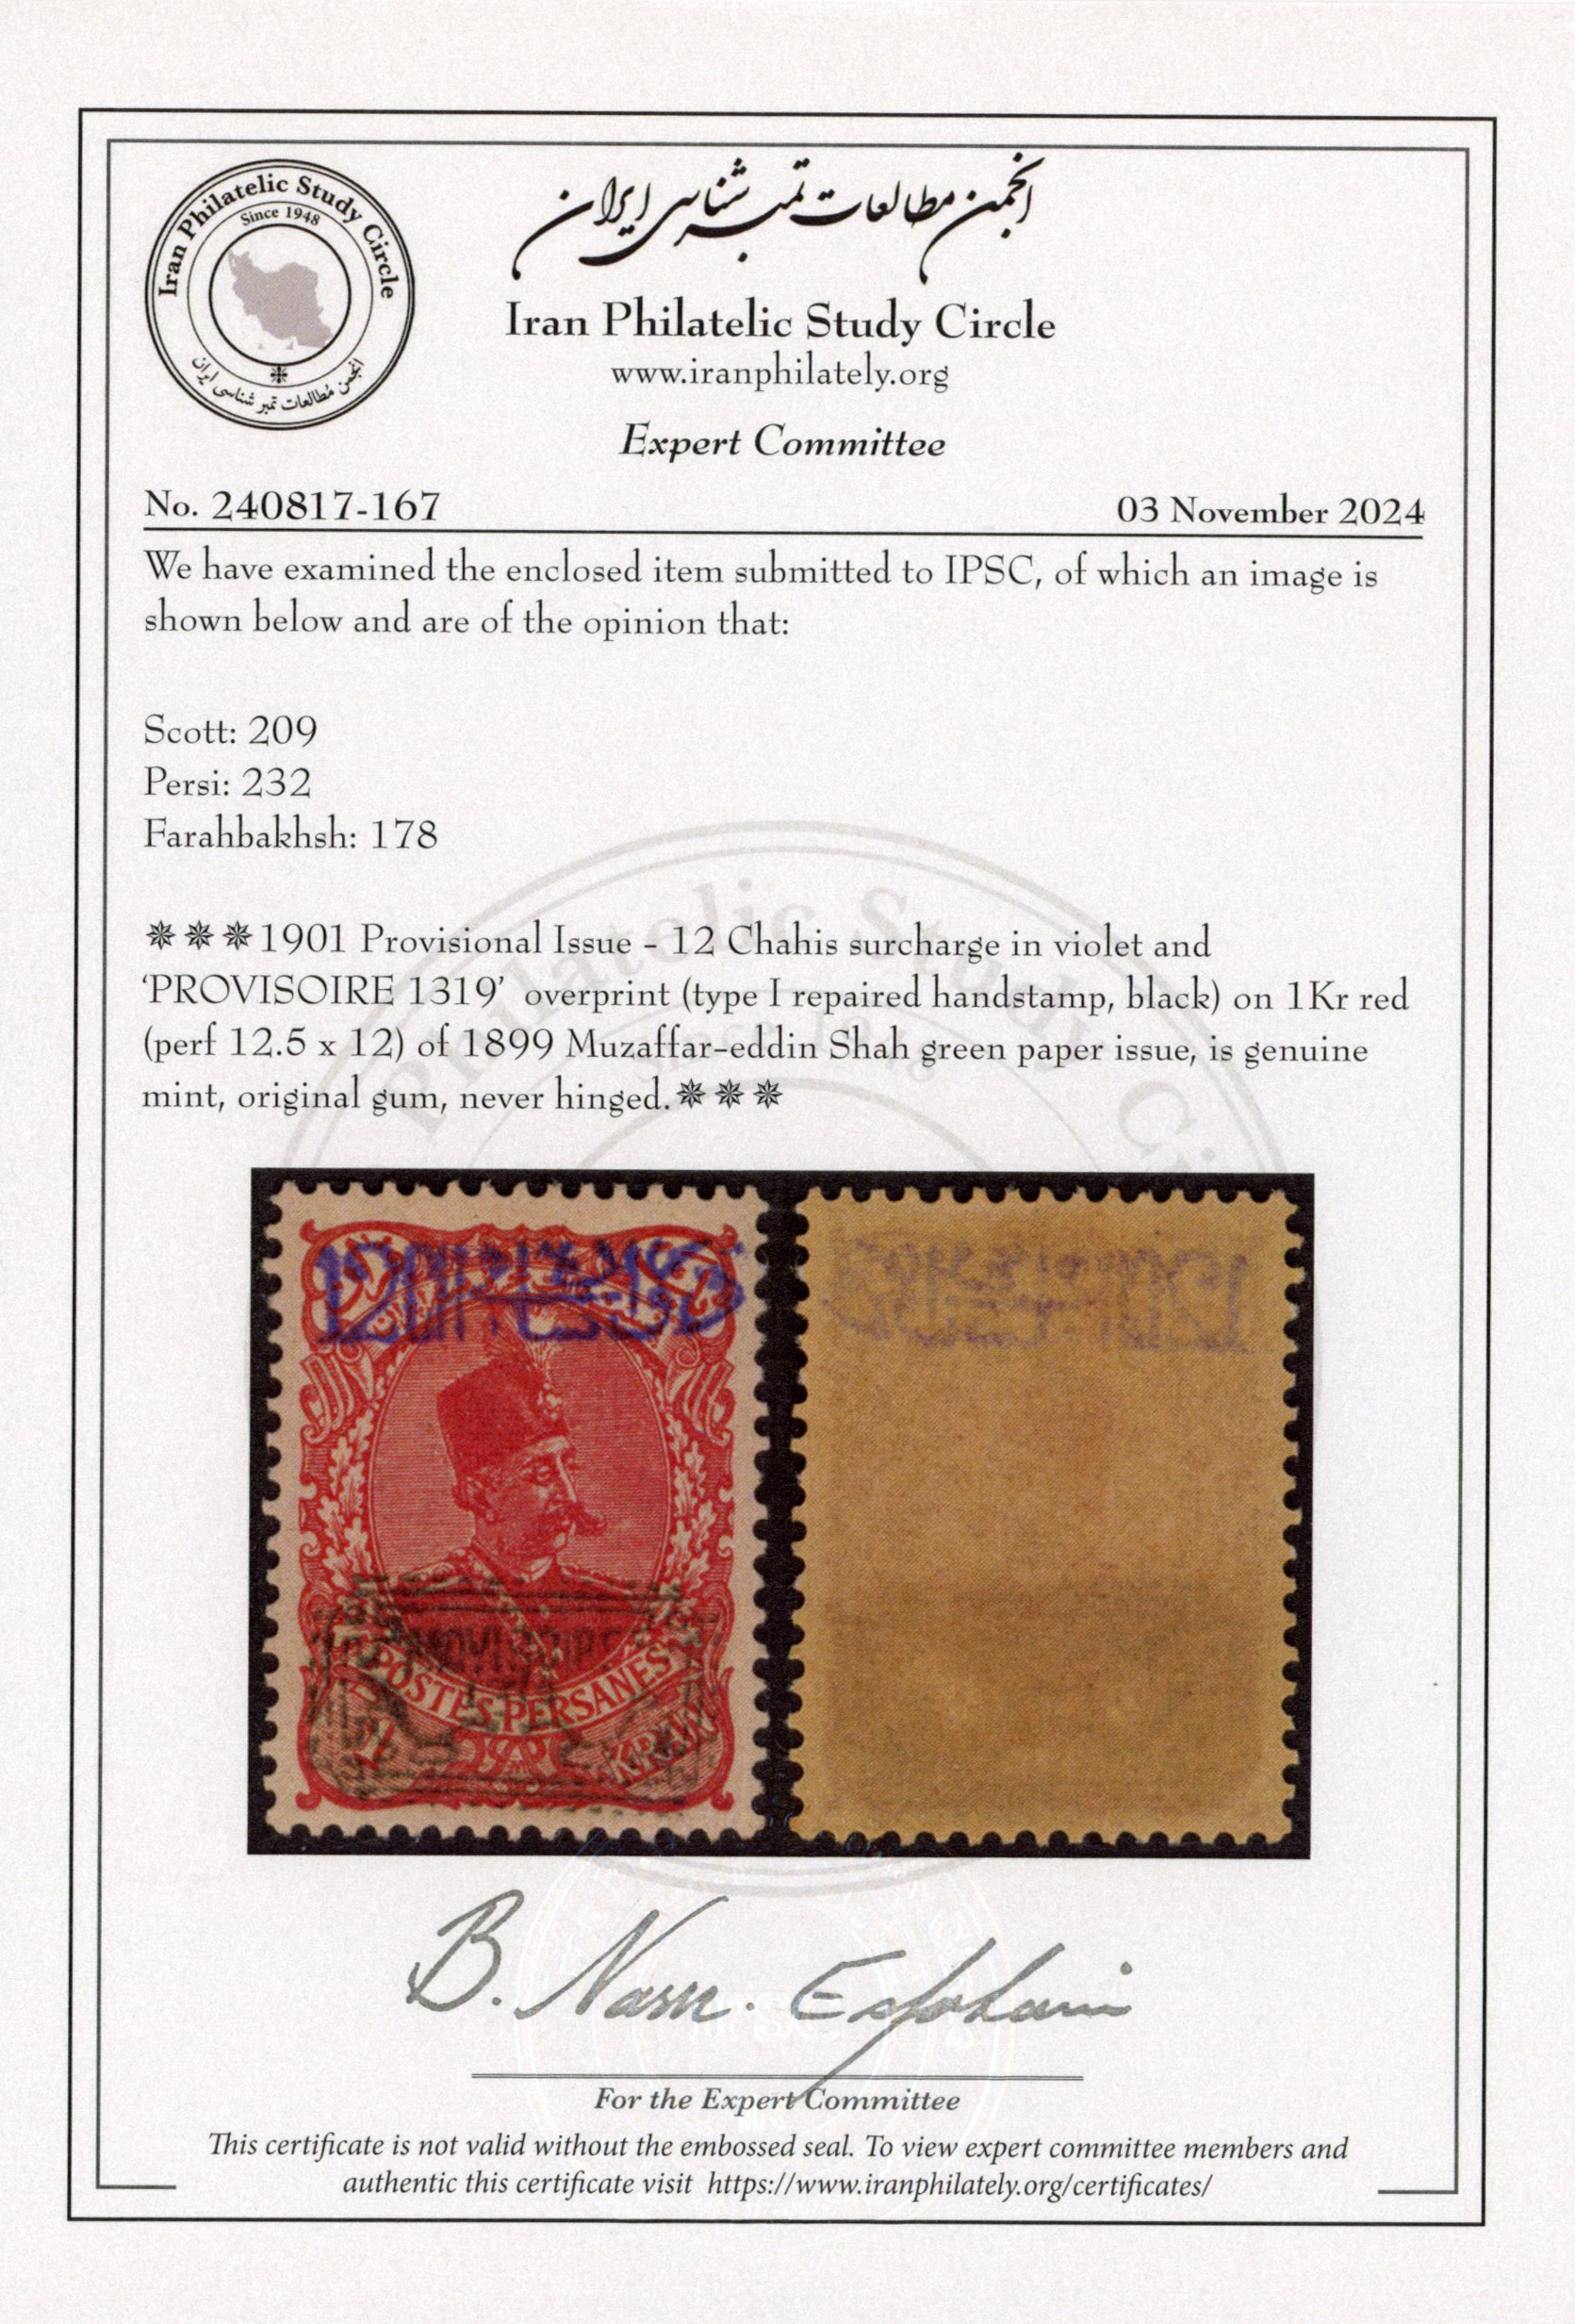 Iran Philatelic Study Circle
Since 1948
انجمن مطالعات تمبر شناسی ایران
انجمن مطالعات تمبر شناسی ایران
Iran Philatelic Study Circle
www.iranphilately.org
Expert Committee
No. 240817-167
03 November 2024
We have examined the enclosed item submitted to IPSC, of which an image is
shown below and are of the opinion that:
Scott: 209
Persi: 232
Farahbakhsh: 178
✵✵✵1901 Provisional Issue - 12 Chahis surcharge in violet and
‘PROVISOIRE 1319’ overprint (type I repaired handstamp, black) on 1Kr red
(perf 12.5 x 12) of 1899 Muzaffar-eddin Shah green paper issue, is genuine
mint, original gum, never hinged.✵✵✵
12
PROVISOIRE
POSTES PERSANES
1
KRAN
B. Nasr. Esfahani
For the Expert Committee
This certificate is not valid without the embossed seal. To view expert committee members and
authentic this certificate visit https://www.iranphilately.org/certificates/